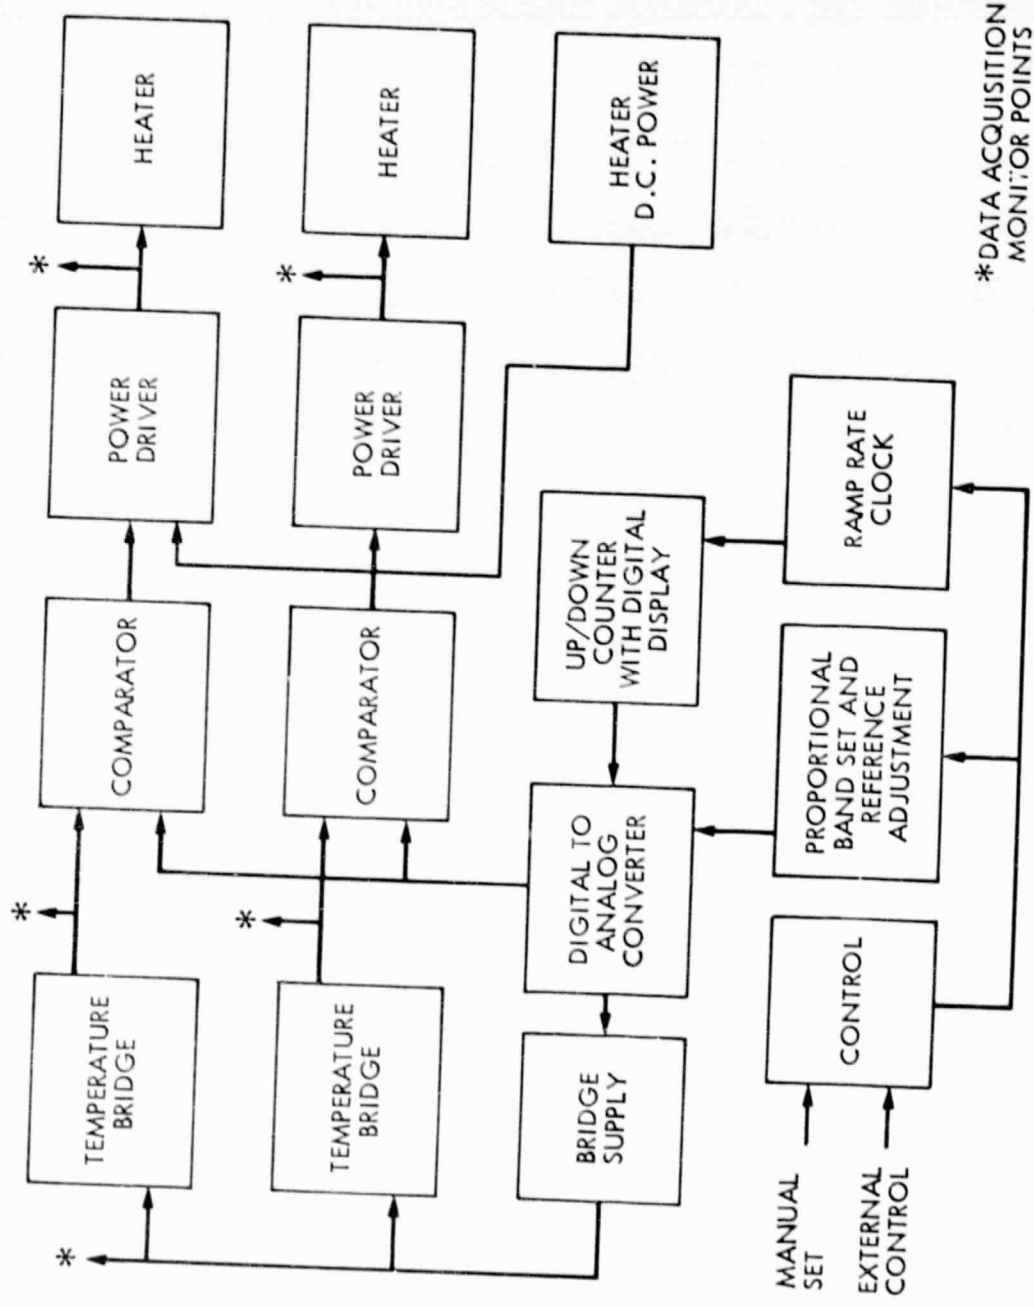 TEMPERATURE
BRIDGE
*
COMPARATOR
POWER
DRIVER
*
HEATER
*
TEMPERATURE
BRIDGE
*
COMPARATOR
POWER
DRIVER
*
HEATER
BRIDGE
SUPPLY
DIGITAL TO
ANALOG
CONVERTER
UP/DOWN
COUNTER
WITH DIGITAL
DISPLAY
HEATER
D.C. POWER
MANUAL
SET
EXTERNAL
CONTROL
CONTROL
PROPORTIONAL
BAND SET AND
REFERENCE
ADJUSTMENT
RAMP RATE
CLOCK
*DATA ACQUISITION
MONITOR POINTS